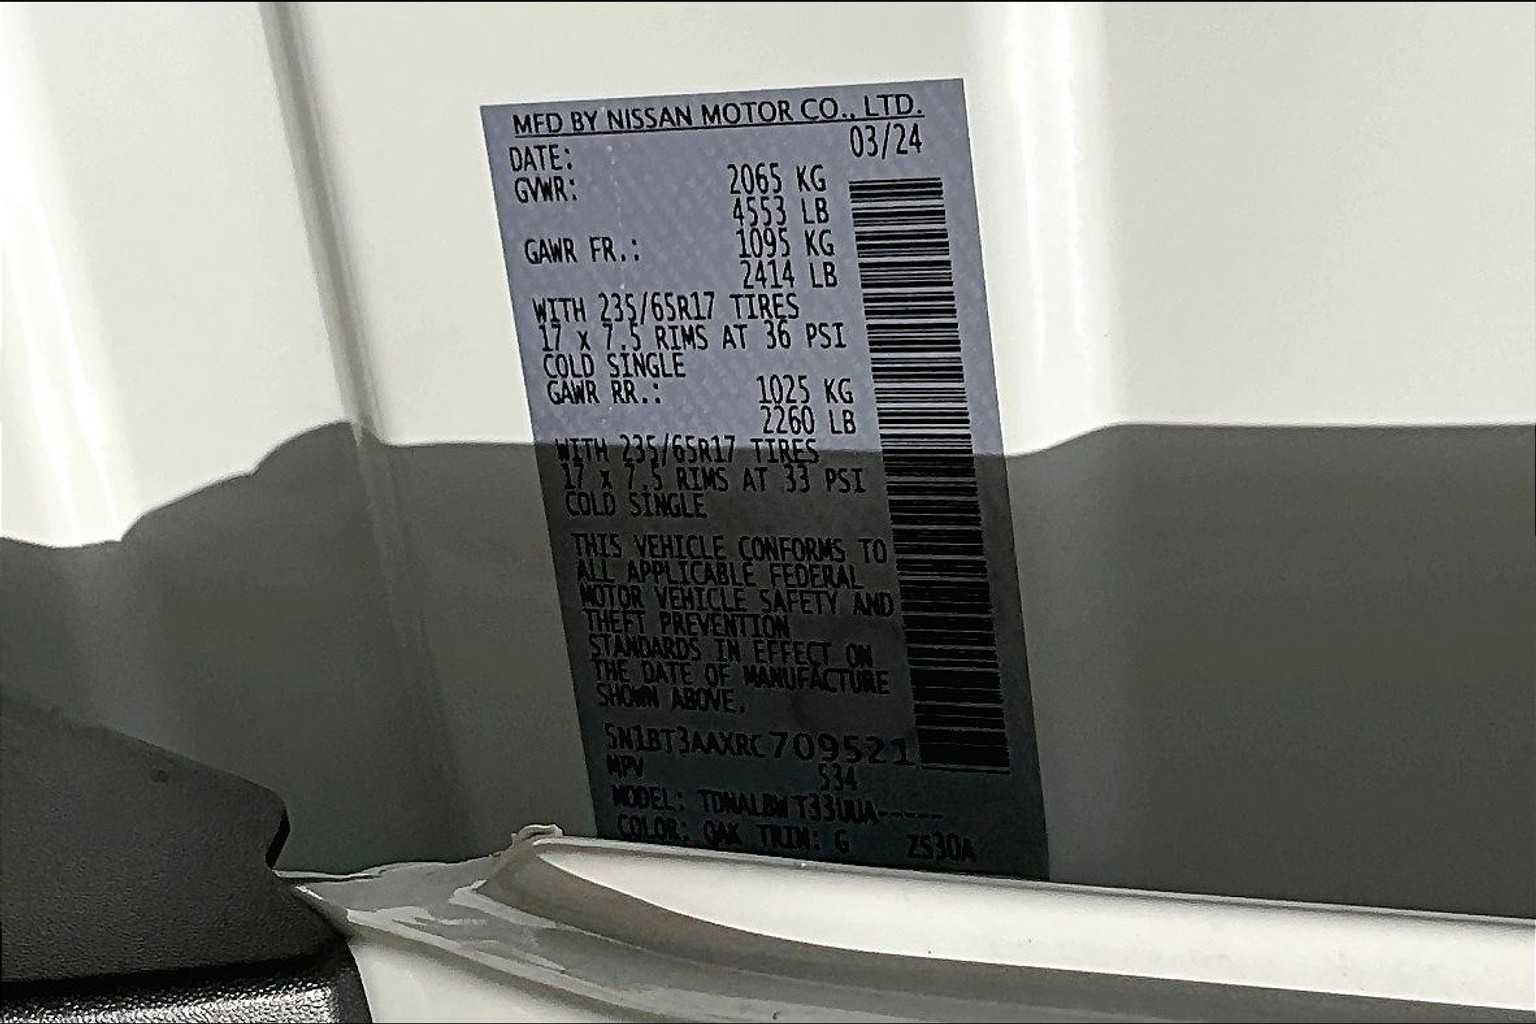 MFD BY NISSAN MOTOR CO., LTD.
DATE: 03/24
GVWR: 2065 KG
4553 LB
GAWR FR.: 1095 KG
2414 LB
WITH 235/65R17 TIRES
17 x 7.5 RIMS AT 36 PSI
COLD SINGLE
GAWR RR.: 1025 KG
2260 LB
WITH 235/65R17 TIRES
17 x 7.5 RIMS AT 33 PSI
COLD SINGLE
THIS VEHICLE CONFORMS TO
ALL APPLICABLE FEDERAL
MOTOR VEHICLE SAFETY AND
THEFT PREVENTION
STANDARDS IN EFFECT ON
THE DATE OF MANUFACTURE
SHOWN ABOVE.
5N1BT3AAXRC709521
MPV 534
MODEL: TDNALBW T33UUA-----
COLOR: QAK TRIM: G ZS30A